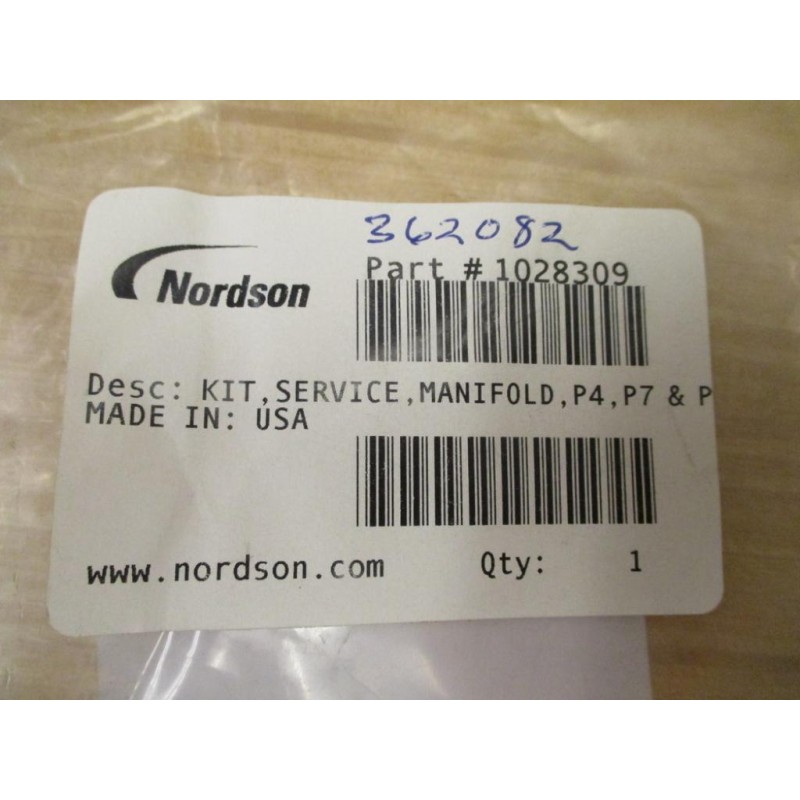 362082
Nordson
Part # 1028309
Desc: KIT,SERVICE,MANIFOLD,P4,P7 & P
MADE IN: USA
www.nordson.com Qty: 1